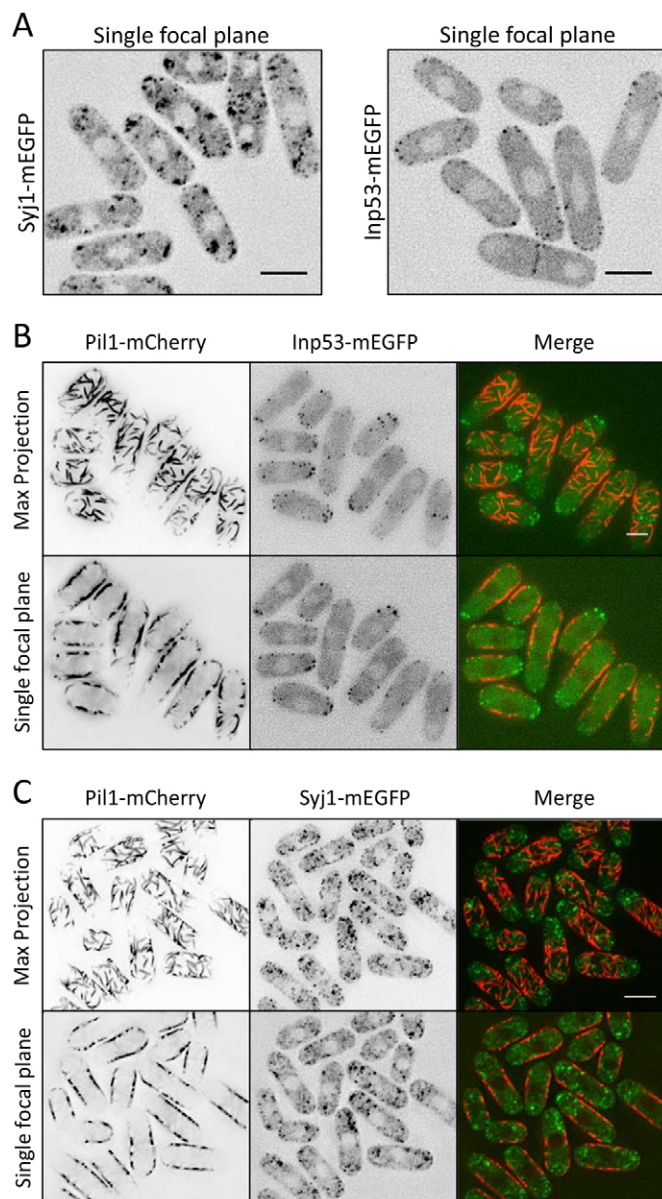 A
Single focal plane
Single focal plane
Syj1-mEGFP
Inp53-mEGFP
B
Pil1-mCherry
Inp53-mEGFP
Merge
Max Projection
Single focal plane
C
Pil1-mCherry
Syj1-mEGFP
Merge
Max Projection
Single focal plane